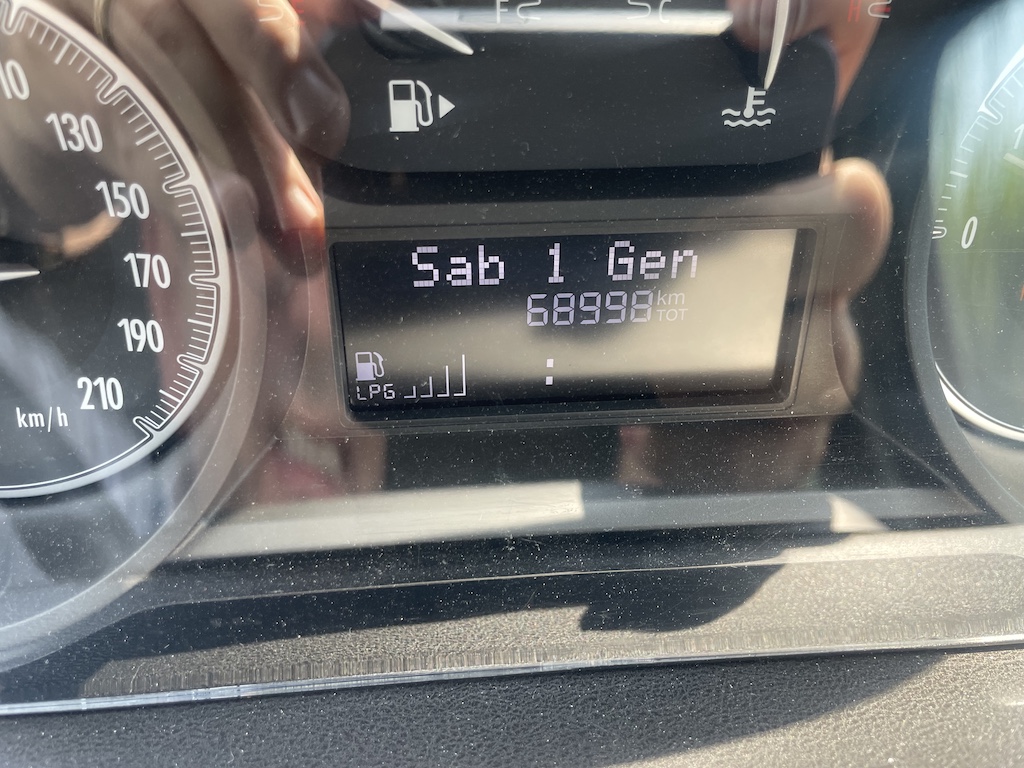 130
150
170
190
210
km/h
Sab 1 Gen
68998 km
TOT
LPG
:
0